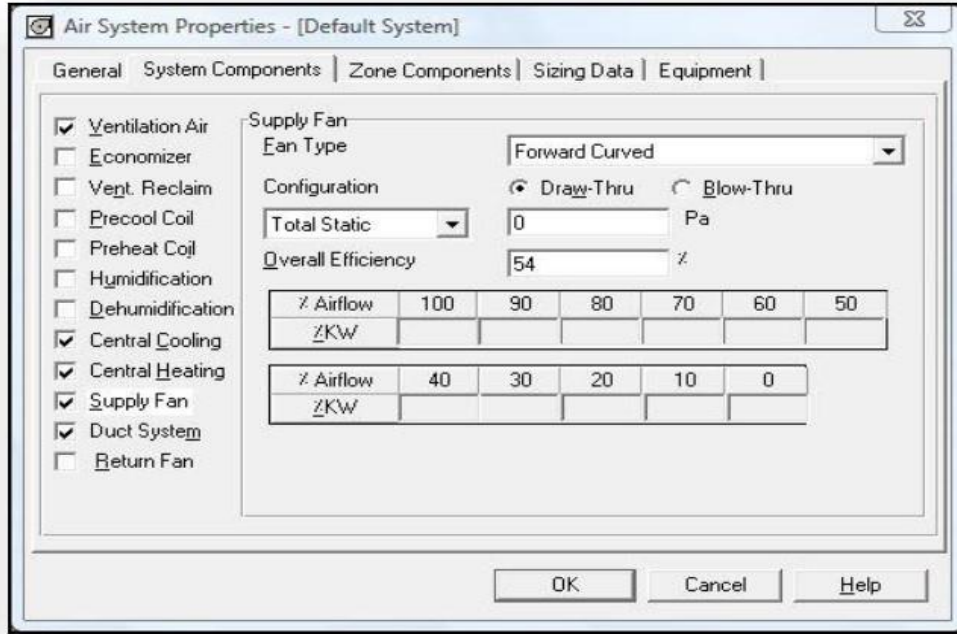 Air System Properties - [Default System]
General System Components Zone Components Sizing Data Equipment
Ventilation Air
Economizer
Vent. Reclaim
Precool Coil
Preheat Coil
Humidification
Dehumidification
Central Cooling
Central Heating
Supply Fan
Duct System
Return Fan
Supply Fan
Fan Type Forward Curved
Configuration Draw-Thru Blow-Thru
Total Static 0 Pa
Overall Efficiency 54 %
% Airflow 100 90 80 70 60 50
%KW
% Airflow 40 30 20 10 0
%KW
OK Cancel Help